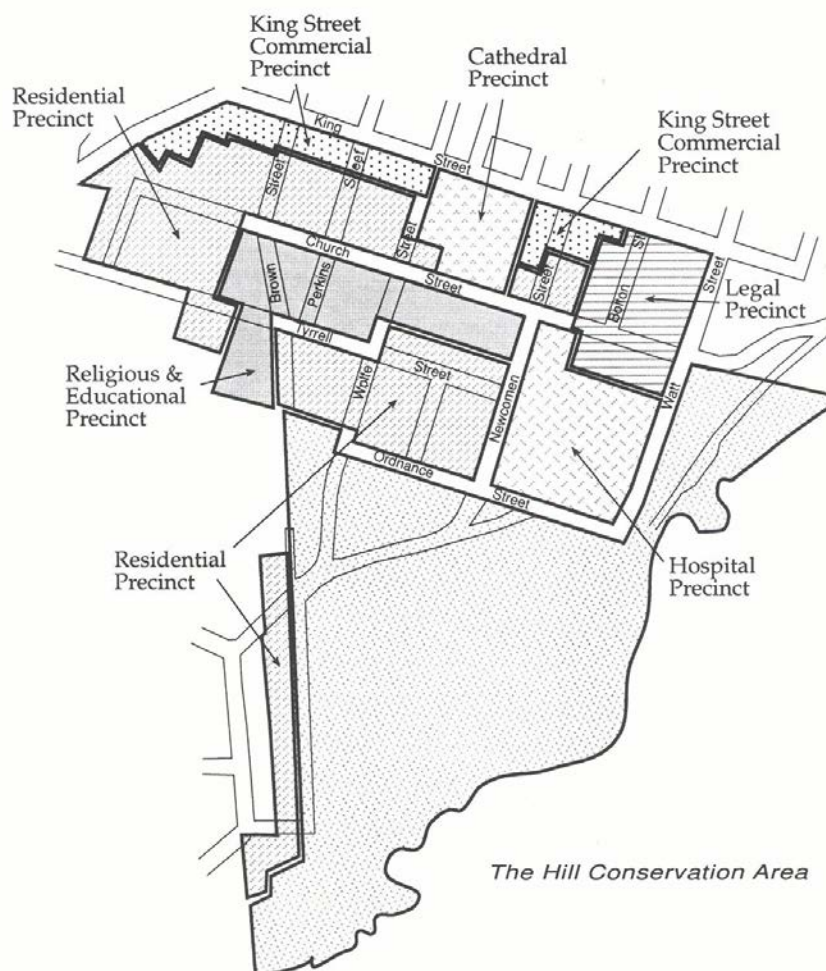 King Street
Commercial
Precinct
Cathedral
Precinct
Residential
Precinct
King Street
Commercial
Precinct
King
Street
Street
Street
Street
Church
Street
Street
St
Bolton
Street
Legal
Precinct
Brown
Perkins
Tyrrell
Religious &
Educational
Precinct
Wolfe
Street
Newcomen
Watt
Ordnance
Street
Residential
Precinct
Hospital
Precinct
The Hill Conservation Area